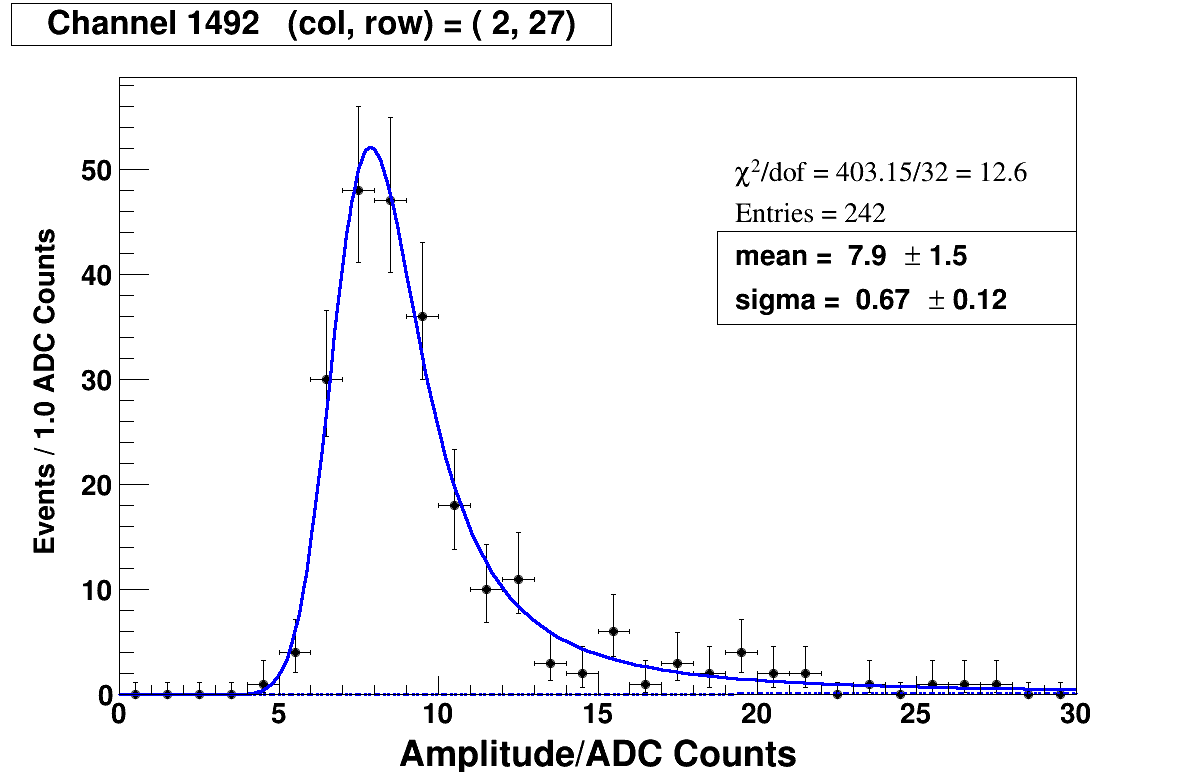 Channel 1492 (col, row) = ( 2, 27)
χ²/dof = 403.15/32 = 12.6
Entries = 242
mean = 7.9 ± 1.5
sigma = 0.67 ± 0.12
Events / 1.0 ADC Counts
50
40
30
20
10
0
0 5 10 15 20 25 30
Amplitude/ADC Counts